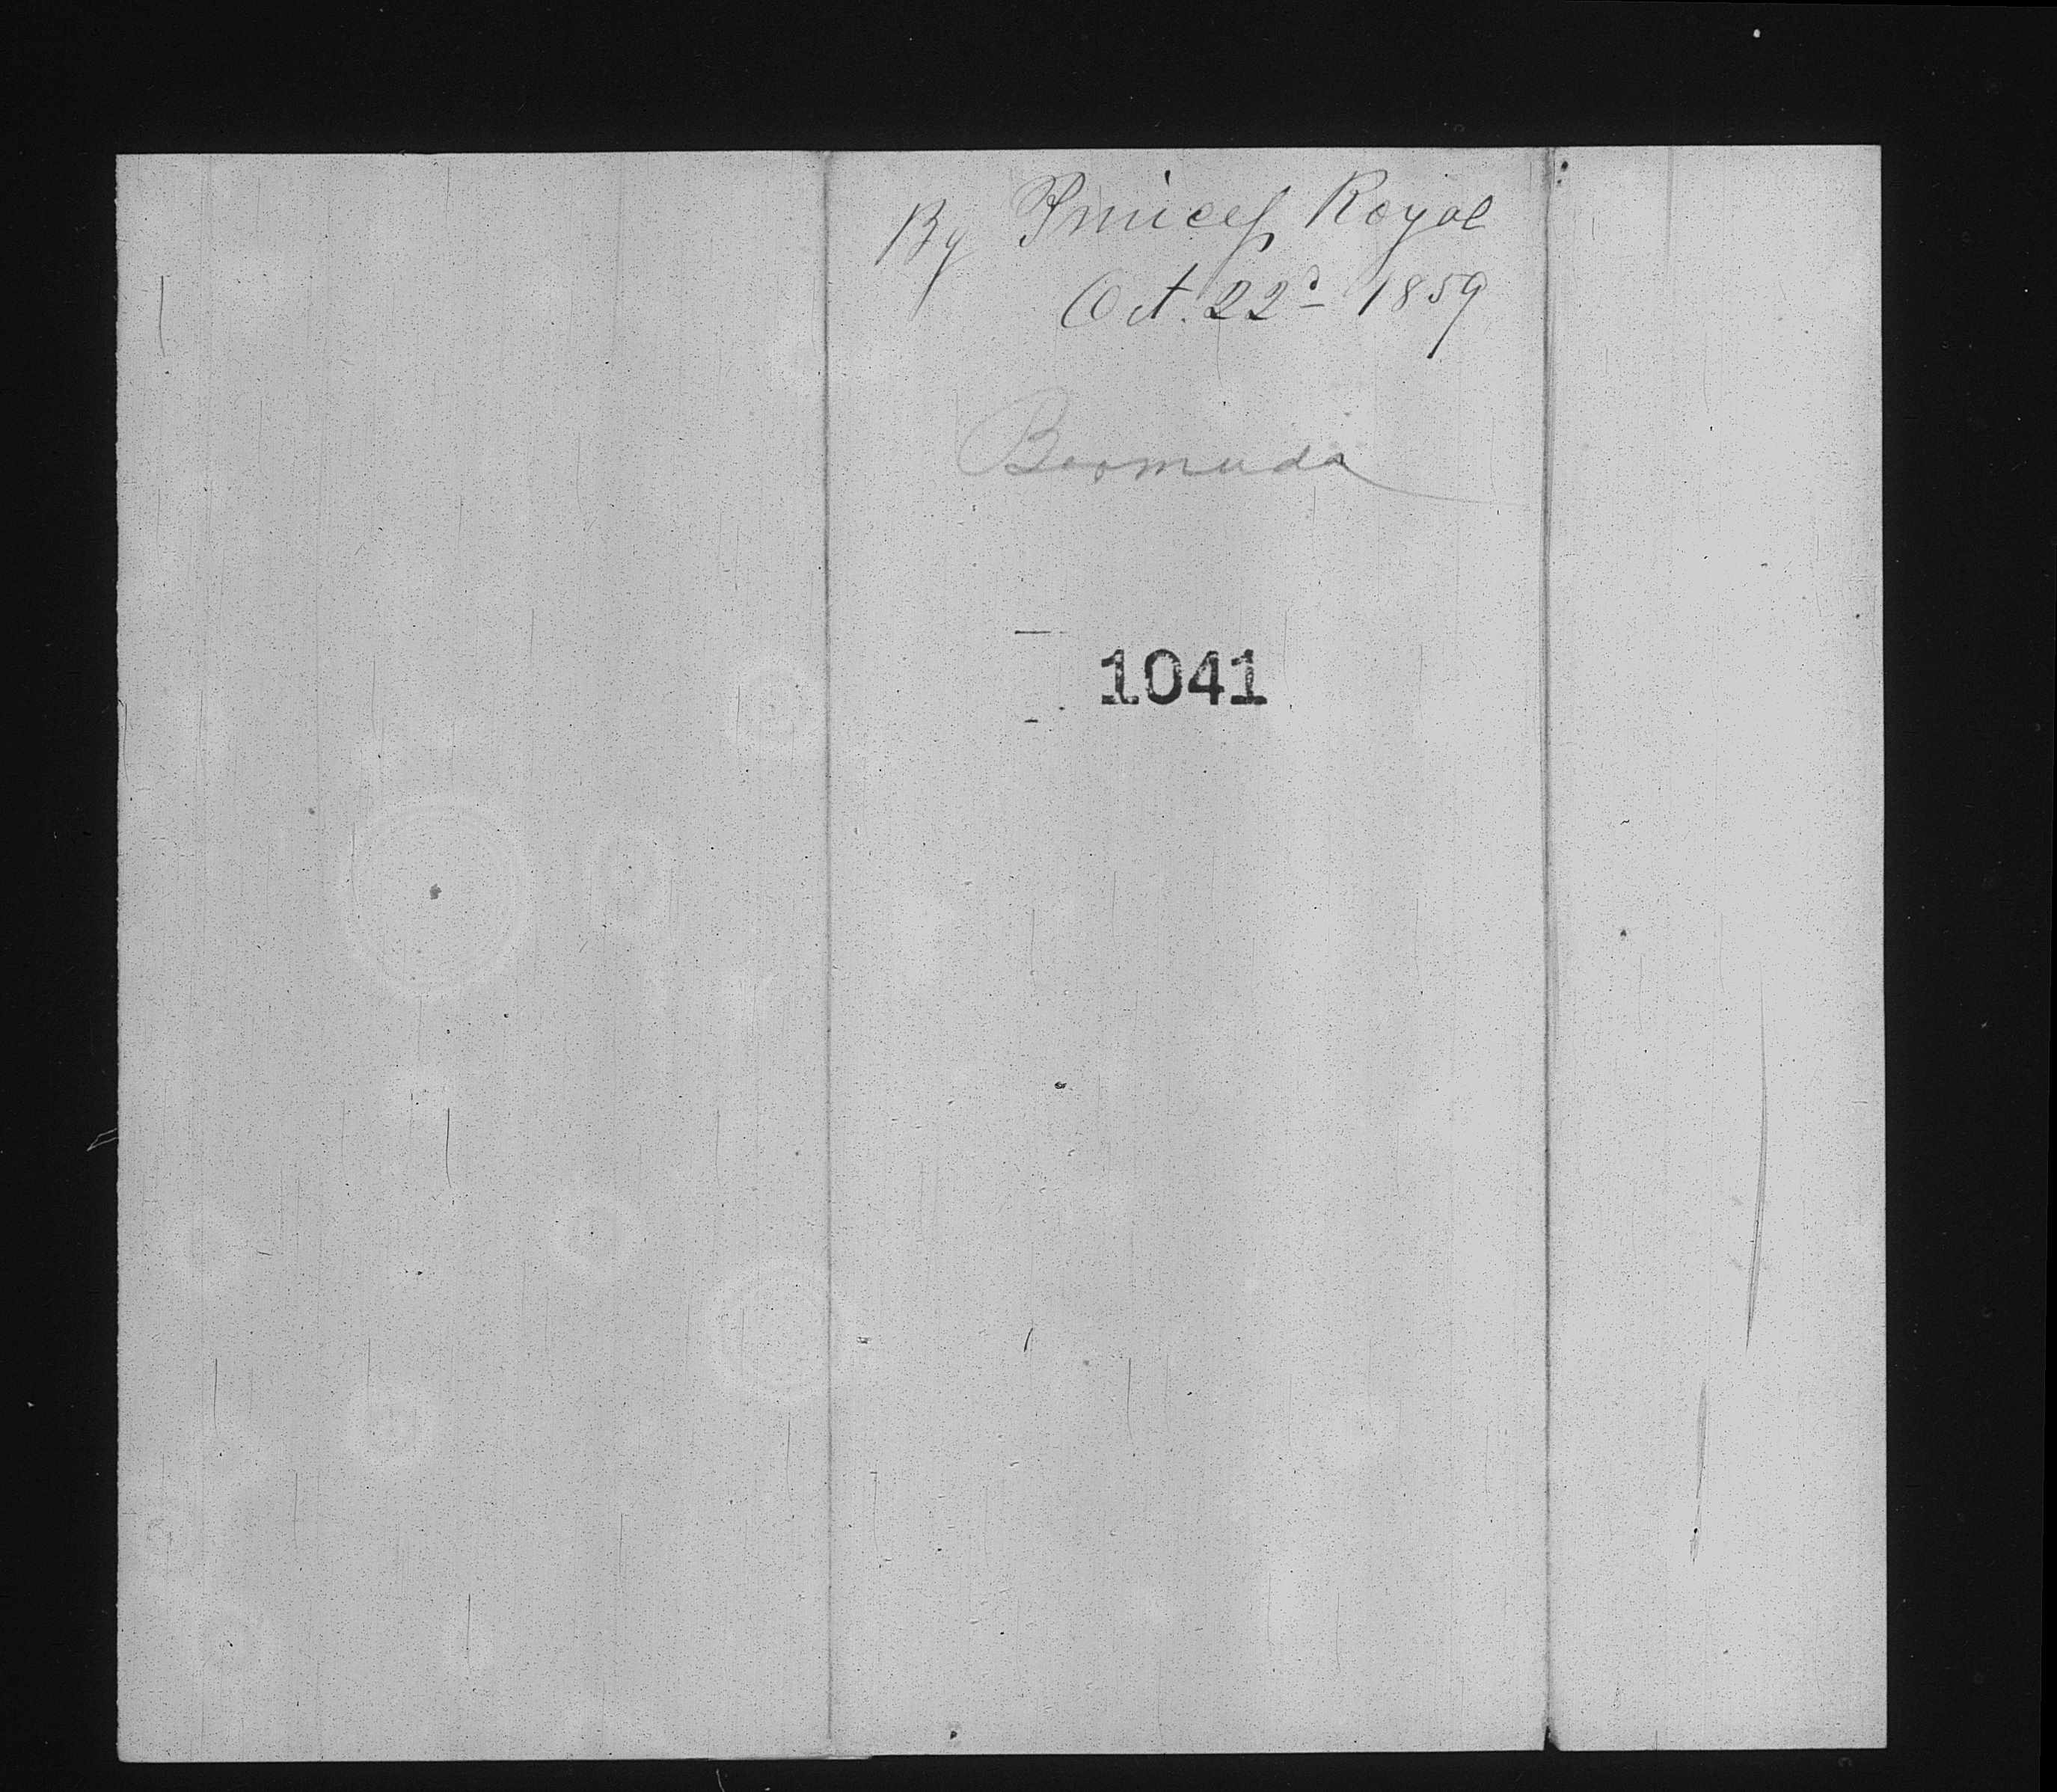 By Princess Royal
Oct. 22d 1859
Bermuda
1041